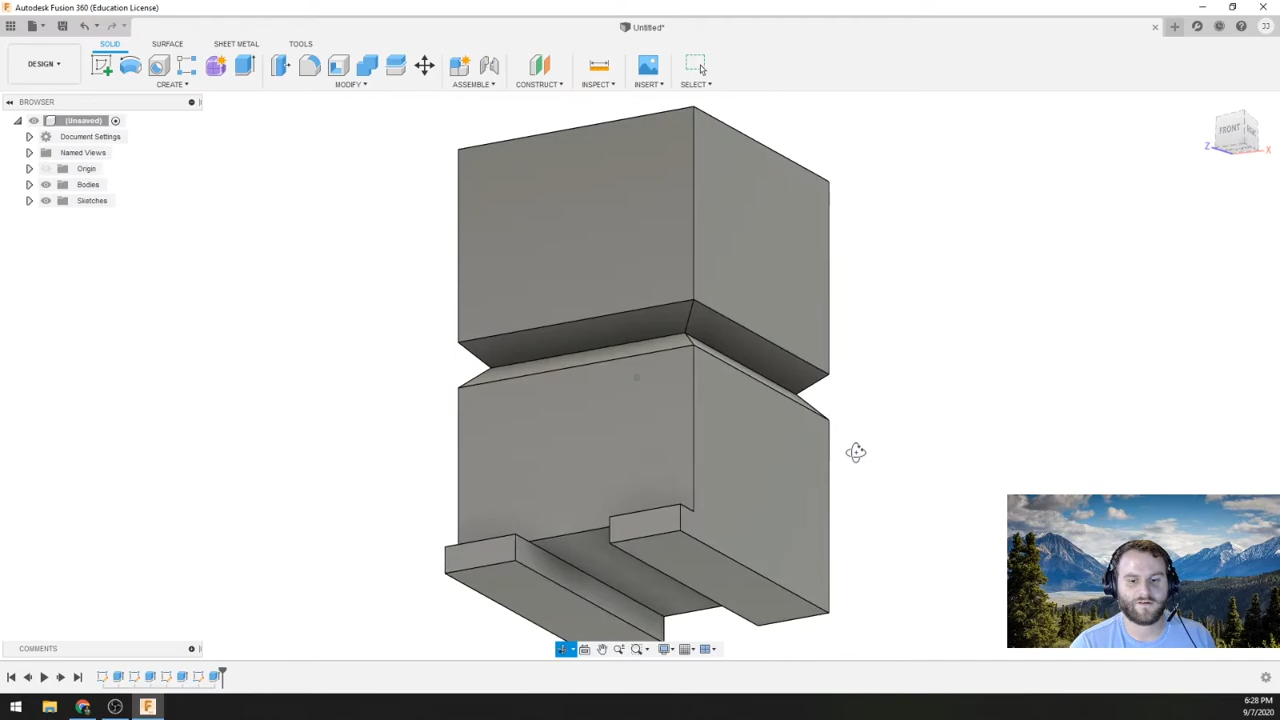 Autodesk Fusion 360 (Education License)
Untitled*
JJ
DESIGN
SOLID
SURFACE
SHEET METAL
TOOLS
CREATE
MODIFY
ASSEMBLE
CONSTRUCT
INSPECT
INSERT
SELECT
BROWSER
(Unsaved)
Document Settings
Named Views
Origin
Bodies
Sketches
FRONT
Z
X
COMMENTS
6:28 PM
9/7/2020